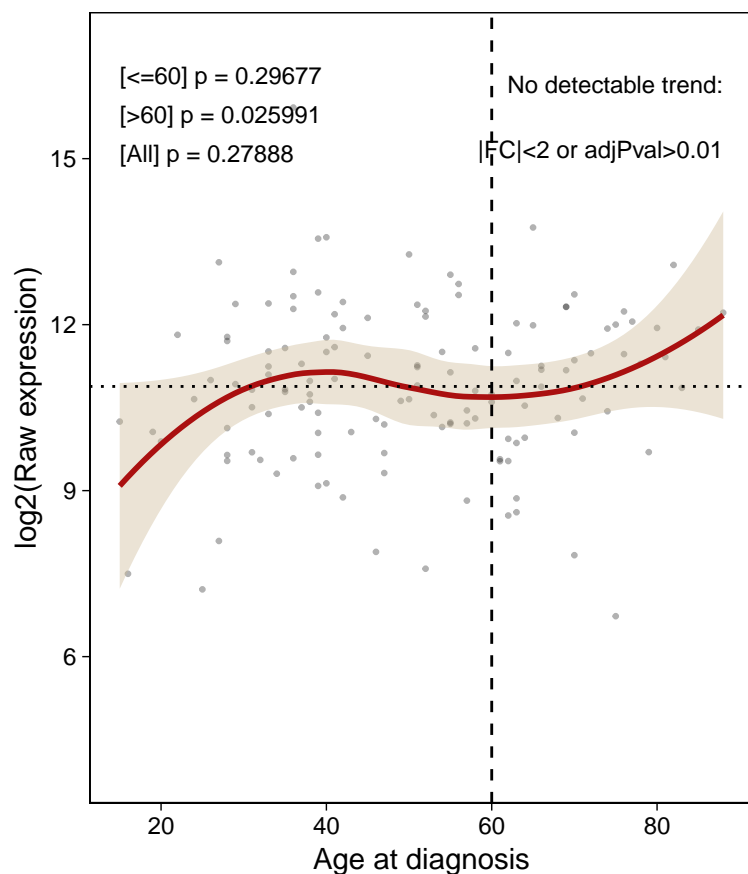 [<=60] p = 0.29677
[>60] p = 0.025991
[All] p = 0.27888
No detectable trend:
|FC|<2 or adjPval>0.01
15
12
9
6
log2(Raw expression)
20
40
60
80
Age at diagnosis